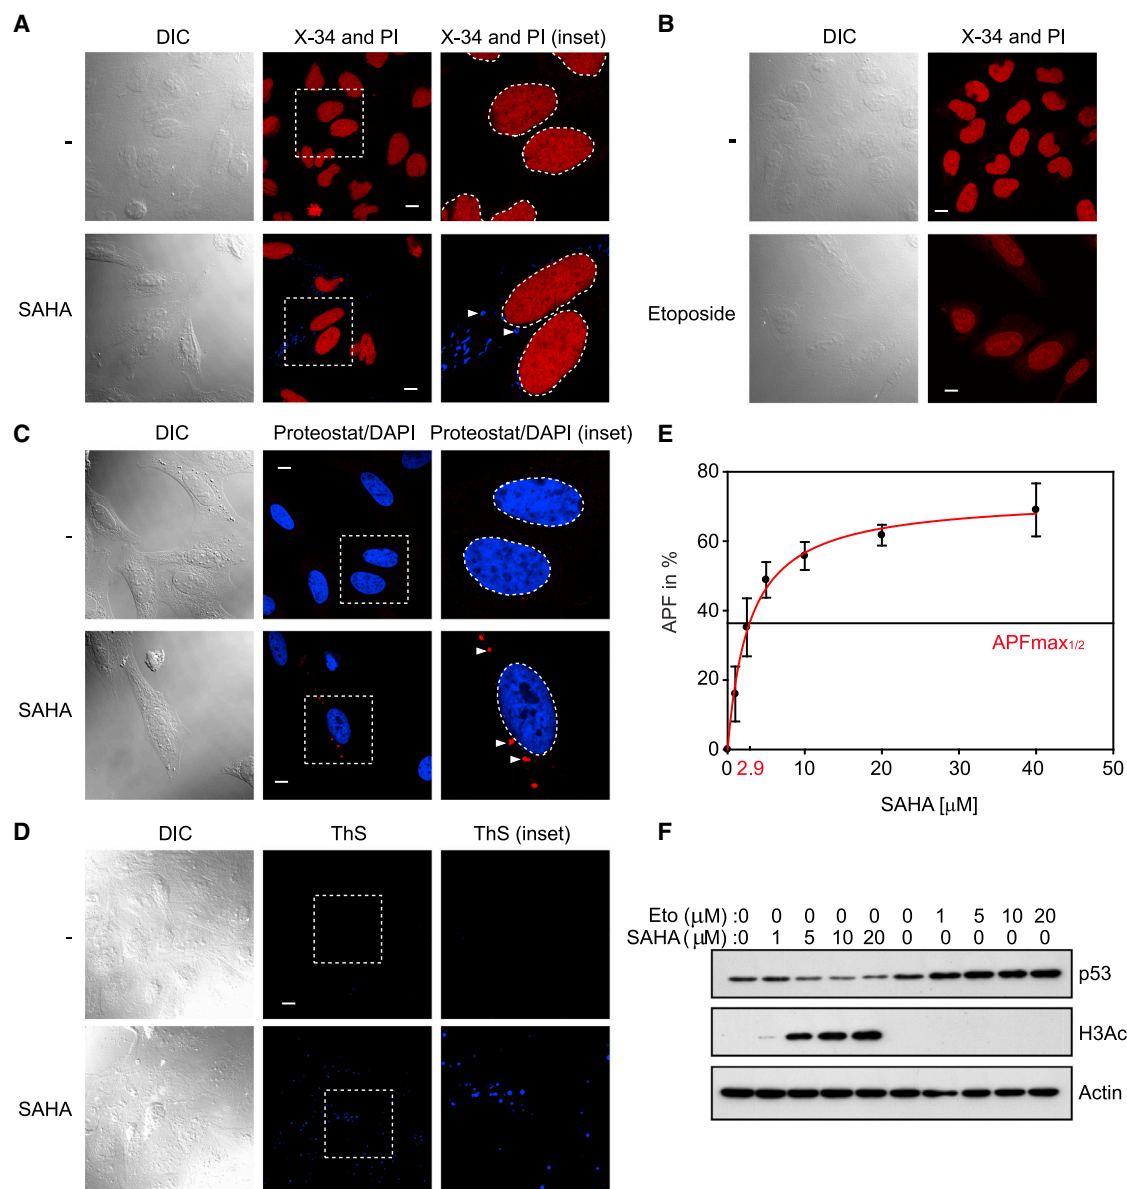 A
DIC
X-34 and PI
X-34 and PI (inset)
-
SAHA
B
DIC
X-34 and PI
-
Etoposide
C
DIC
Proteostat/DAPI
Proteostat/DAPI (inset)
-
SAHA
D
DIC
ThS
ThS (inset)
-
SAHA
E
80
60
40
20
0
APF in %
APFmax1/2
0 2.9 10 20 30 40 50
SAHA [μM]
F
Eto (μM) :0 0 0 0 0 0 1 5 10 20
SAHA (μM) :0 1 5 10 20 0 0 0 0 0
p53
H3Ac
Actin